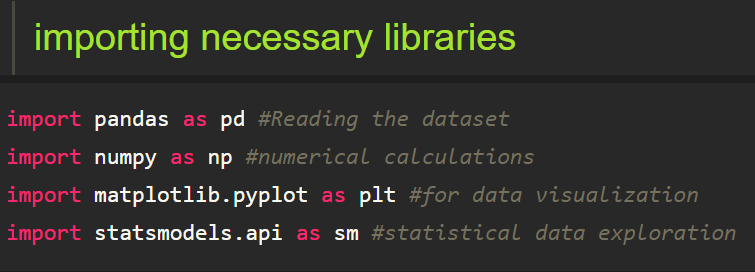 importing necessary libraries
import pandas as pd #Reading the dataset
import numpy as np #numerical calculations
import matplotlib.pyplot as plt #for data visualization
import statsmodels.api as sm #statistical data exploration